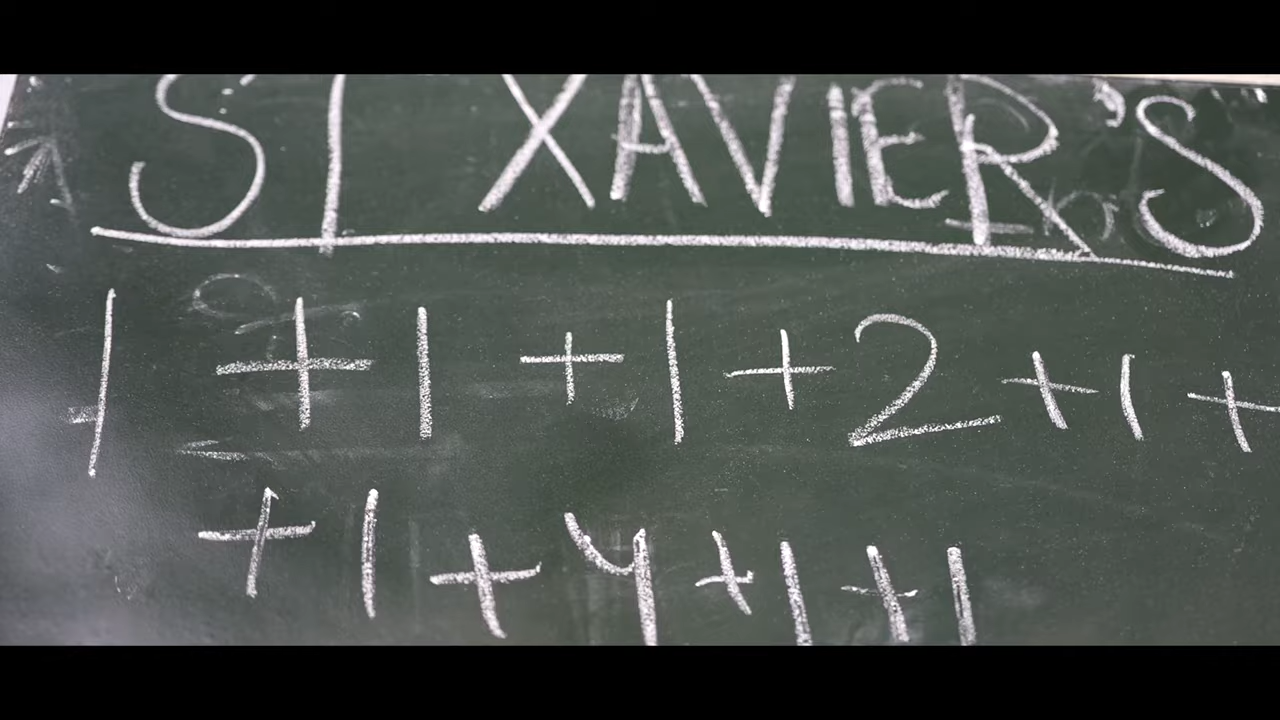 ST XAVIER'S
1 + 1 + 1 + 2 + 1 +
+ 1 + 4 + 1 + 1